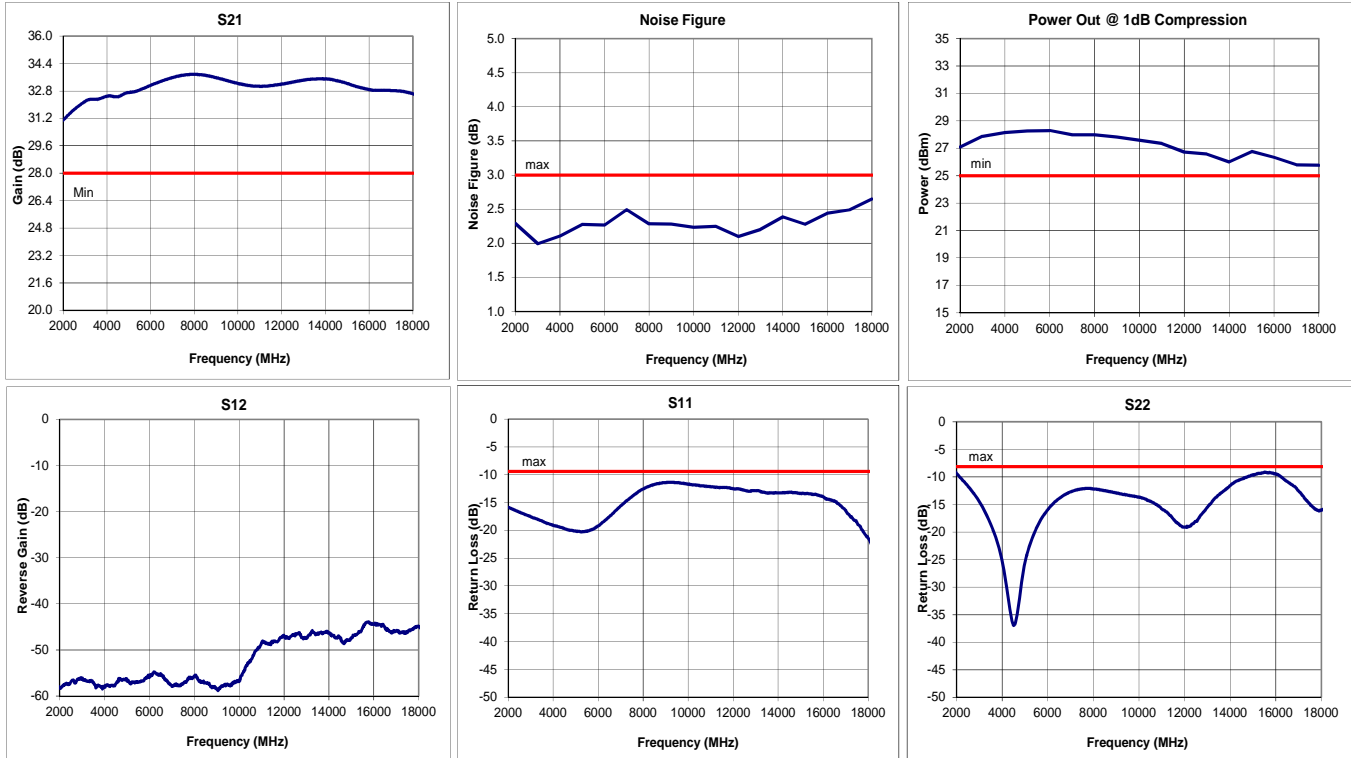 S21
Gain (dB)
36.0
34.4
32.8
31.2
29.6
28.0
26.4
24.8
23.2
21.6
20.0
Min
2000 4000 6000 8000 10000 12000 14000 16000 18000
Frequency (MHz)
Noise Figure
Noise Figure (dB)
5.0
4.5
4.0
3.5
3.0
2.5
2.0
1.5
1.0
max
2000 4000 6000 8000 10000 12000 14000 16000 18000
Frequency (MHz)
Power Out @ 1dB Compression
Power (dBm)
35
33
31
29
27
25
23
21
19
17
15
min
2000 4000 6000 8000 10000 12000 14000 16000 18000
Frequency (MHz)
S12
Reverse Gain (dB)
0
-10
-20
-30
-40
-50
-60
2000 4000 6000 8000 10000 12000 14000 16000 18000
Frequency (MHz)
S11
Return Loss (dB)
0
-5
-10
-15
-20
-25
-30
-35
-40
-45
-50
max
2000 4000 6000 8000 10000 12000 14000 16000 18000
Frequency (MHz)
S22
Return Loss (dB)
0
-5
-10
-15
-20
-25
-30
-35
-40
-45
-50
max
2000 4000 6000 8000 10000 12000 14000 16000 18000
Frequency (MHz)